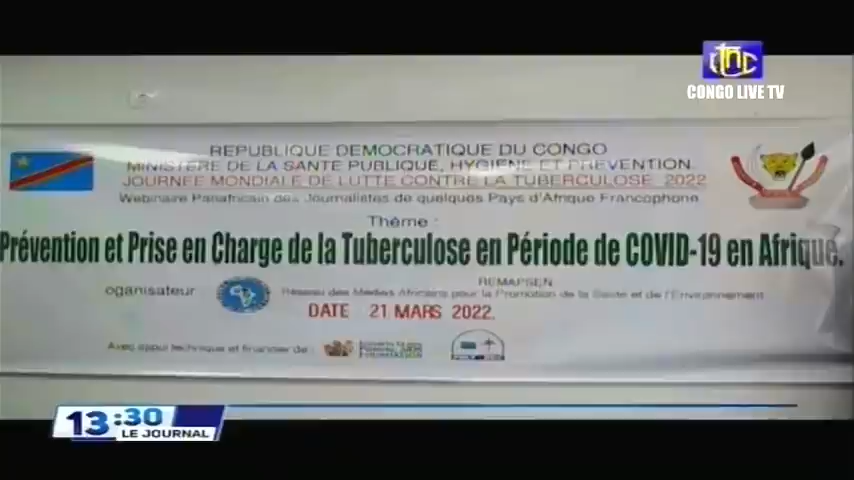 CONGO LIVE TV
REPUBLIQUE DEMOCRATIQUE DU CONGO
MINISTERE DE LA SANTE PUBLIQUE, HYGIENE ET PREVENTION
JOURNEE MONDIALE DE LUTTE CONTRE LA TUBERCULOSE 2022
Webinaire Panafricain des Journalistes de quelques Pays d'Afrique Francophone
Thème :
Prévention et Prise en Charge de la Tuberculose en Période de COVID-19 en Afrique.
REMAPSEN
oganisateur
Réseau des Médias Africains pour la Promotion de la Santé et de l'Environnement
DATE 21 MARS 2022.
Avec appui technique et financier de :
13:30
LE JOURNAL